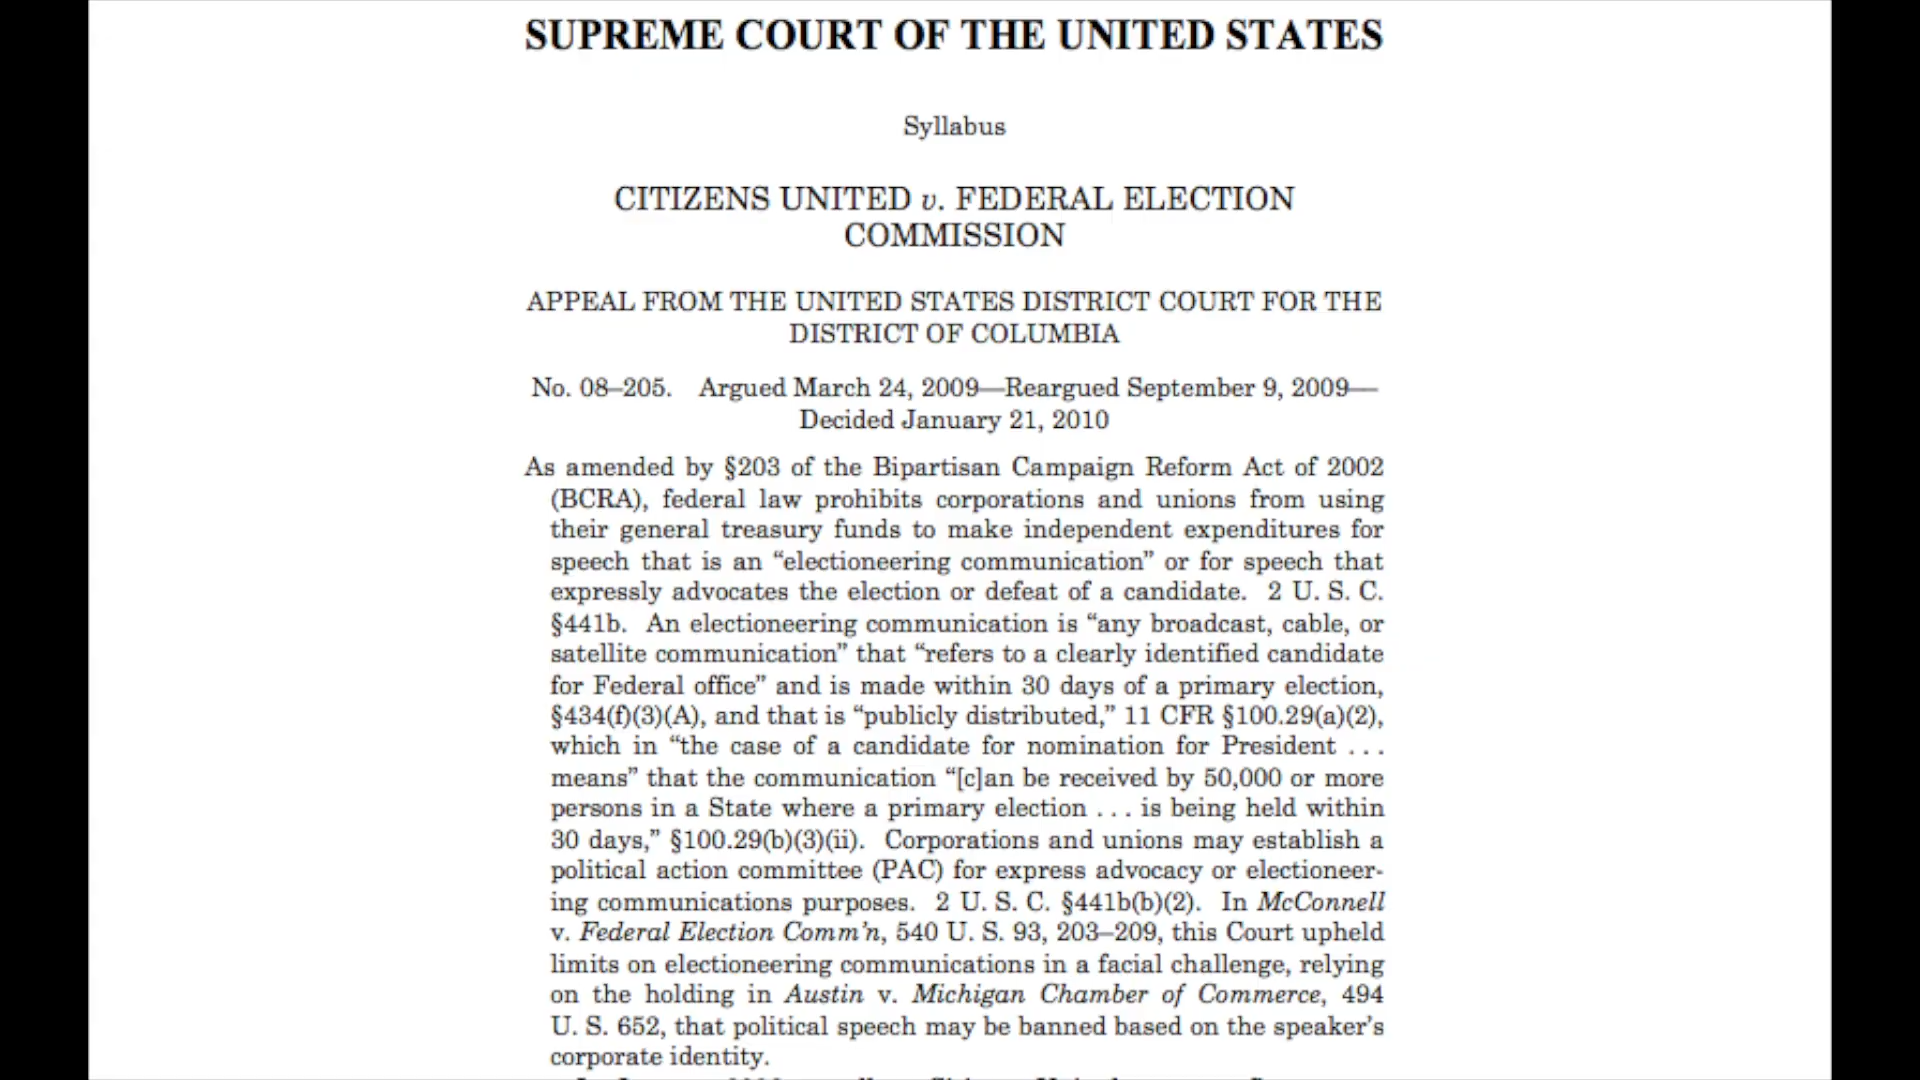 SUPREME COURT OF THE UNITED STATES
Syllabus
CITIZENS UNITED v. FEDERAL ELECTION
COMMISSION
APPEAL FROM THE UNITED STATES DISTRICT COURT FOR THE
DISTRICT OF COLUMBIA
No. 08–205. Argued March 24, 2009—Reargued September 9, 2009—
Decided January 21, 2010
As amended by §203 of the Bipartisan Campaign Reform Act of 2002
(BCRA), federal law prohibits corporations and unions from using
their general treasury funds to make independent expenditures for
speech that is an “electioneering communication” or for speech that
expressly advocates the election or defeat of a candidate. 2 U. S. C.
§441b. An electioneering communication is “any broadcast, cable, or
satellite communication” that “refers to a clearly identified candidate
for Federal office” and is made within 30 days of a primary election,
§434(f)(3)(A), and that is “publicly distributed,” 11 CFR §100.29(a)(2),
which in “the case of a candidate for nomination for President . . .
means” that the communication “[c]an be received by 50,000 or more
persons in a State where a primary election . . . is being held within
30 days,” §100.29(b)(3)(ii). Corporations and unions may establish a
political action committee (PAC) for express advocacy or electioneer-
ing communications purposes. 2 U. S. C. §441b(b)(2). In McConnell
v. Federal Election Comm’n, 540 U. S. 93, 203–209, this Court upheld
limits on electioneering communications in a facial challenge, relying
on the holding in Austin v. Michigan Chamber of Commerce, 494
U. S. 652, that political speech may be banned based on the speaker’s
corporate identity.